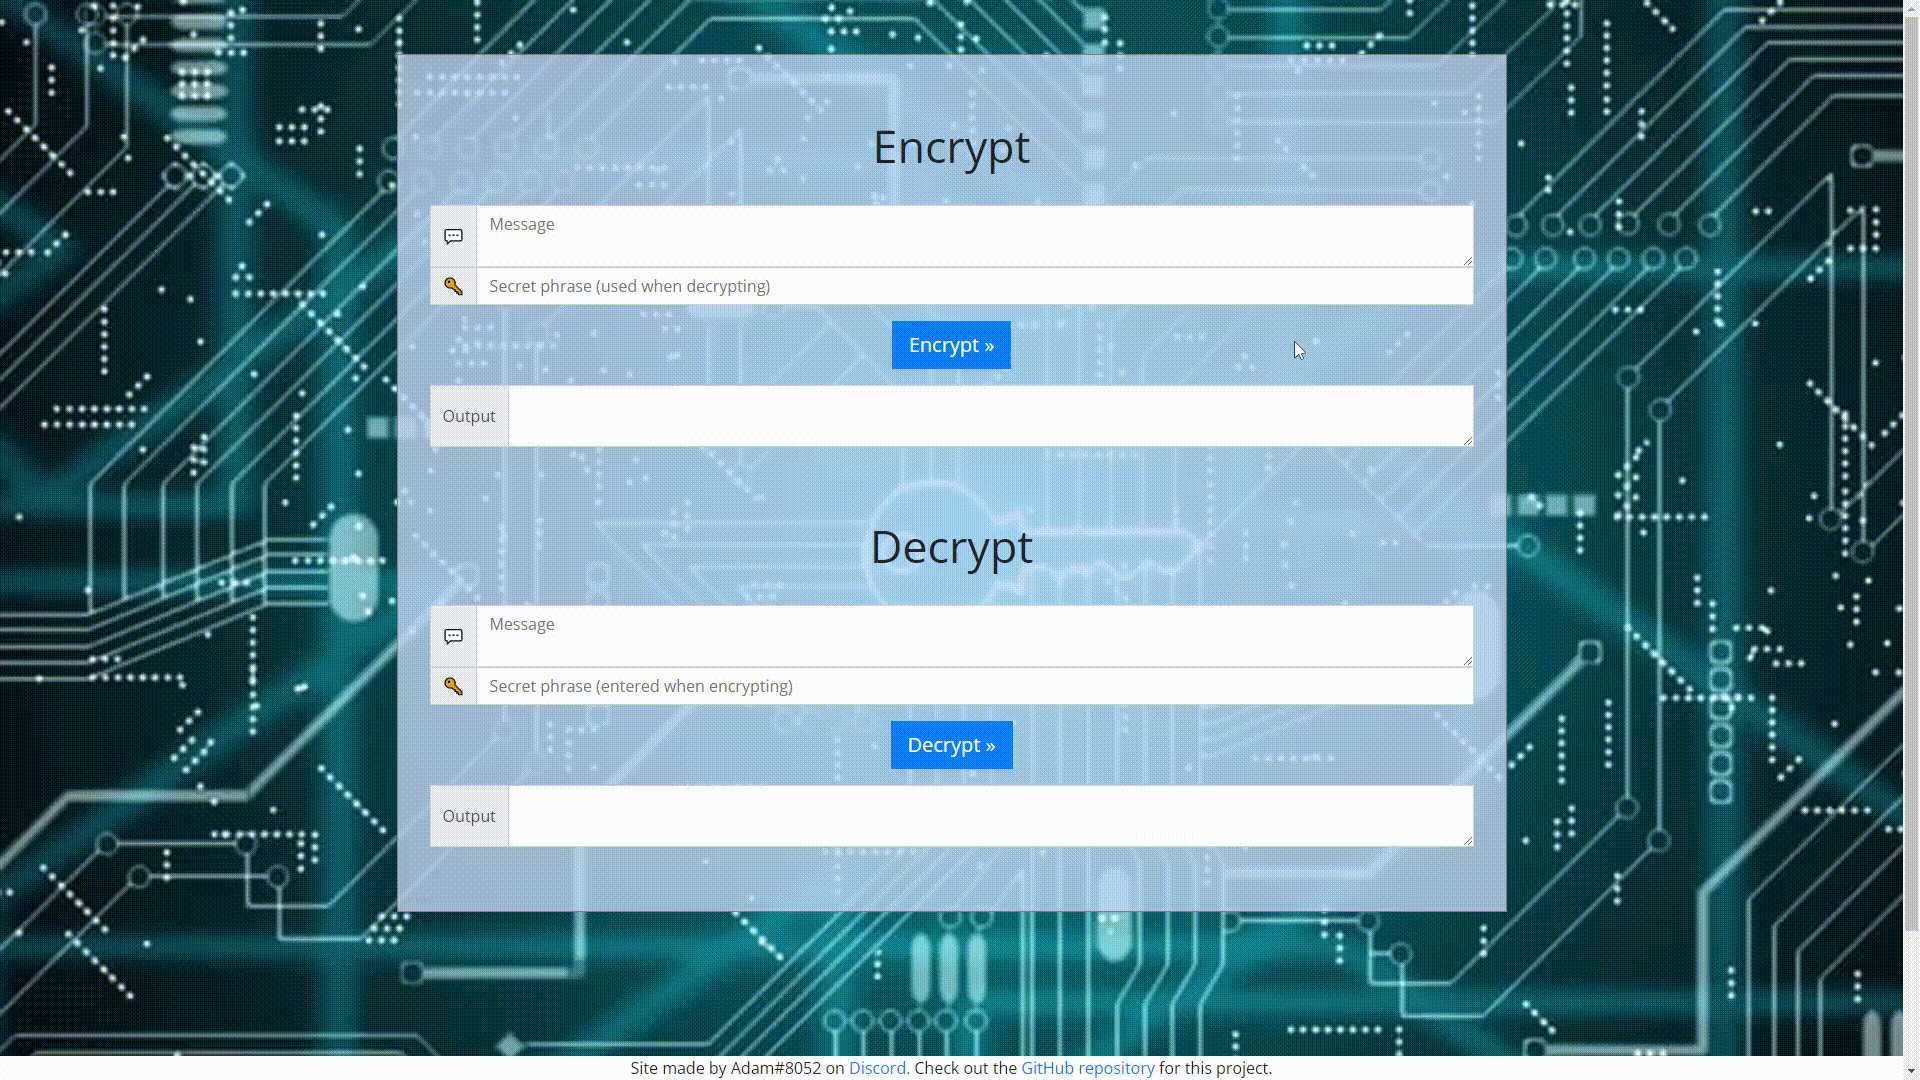 Encrypt
Message
Secret phrase (used when decrypting)
Encrypt »
Output
Decrypt
Message
Secret phrase (entered when encrypting)
Decrypt »
Output
Site made by Adam#8052 on Discord. Check out the GitHub repository for this project.